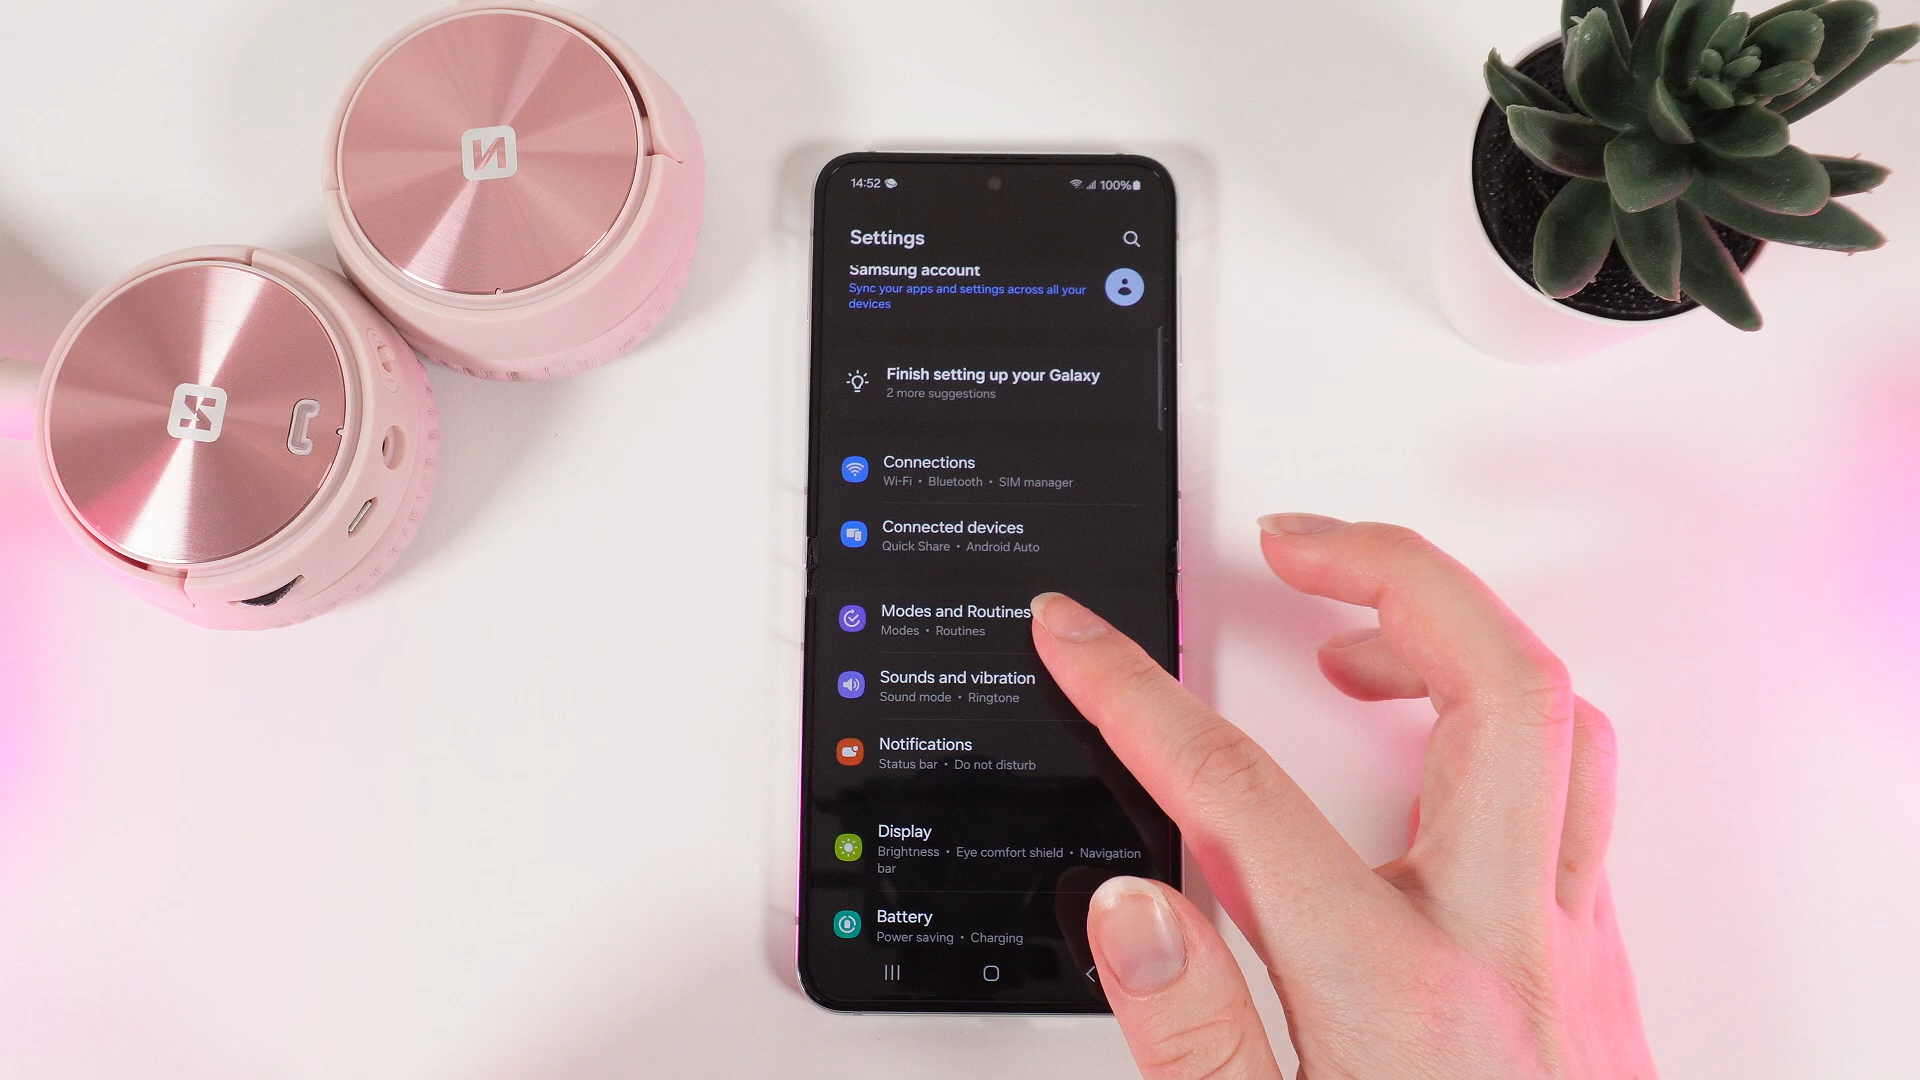 14:52
100%
Settings
Samsung account
Sync your apps and settings across all your
devices
Finish setting up your Galaxy
2 more suggestions
Connections
Wi-Fi • Bluetooth • SIM manager
Connected devices
Quick Share • Android Auto
Modes and Routines
Modes • Routines
Sounds and vibration
Sound mode • Ringtone
Notifications
Status bar • Do not disturb
Display
Brightness • Eye comfort shield • Navigation
bar
Battery
Power saving • Charging